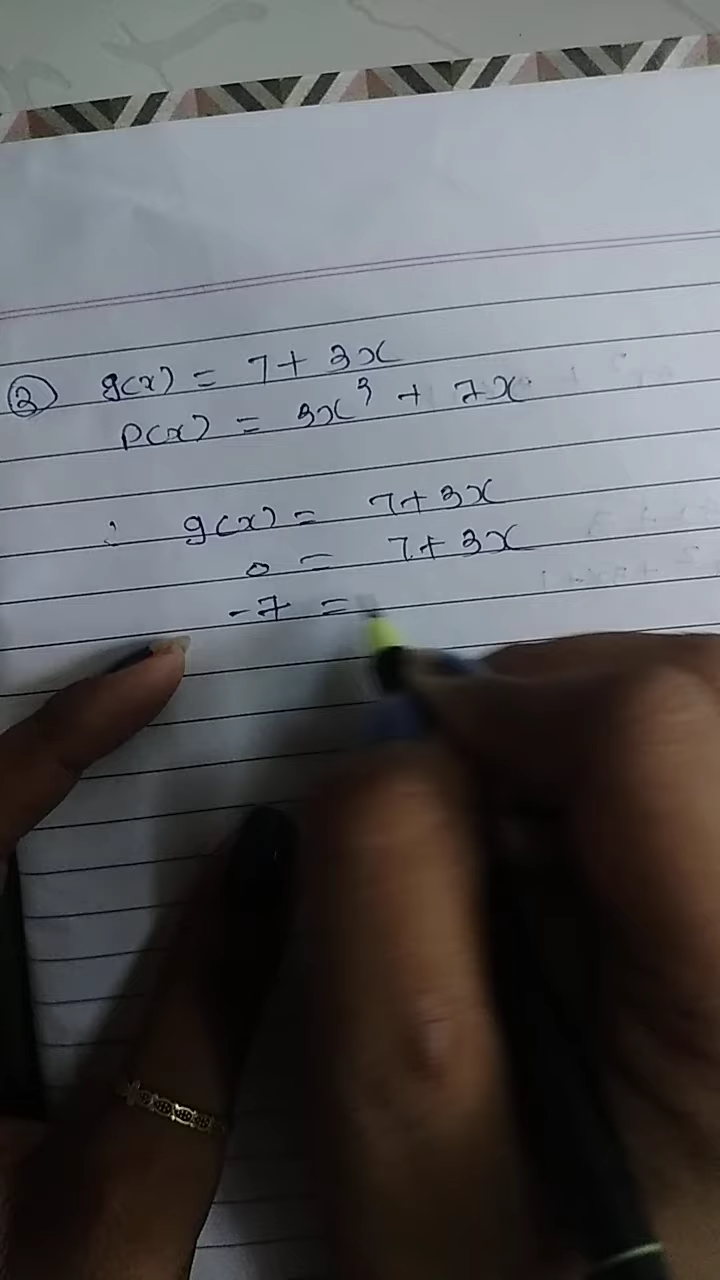 ③ g(x) = 7 + 3x
p(x) = 3x³ + 7x
∴ g(x) = 7 + 3x
0 = 7 + 3x
-7 =